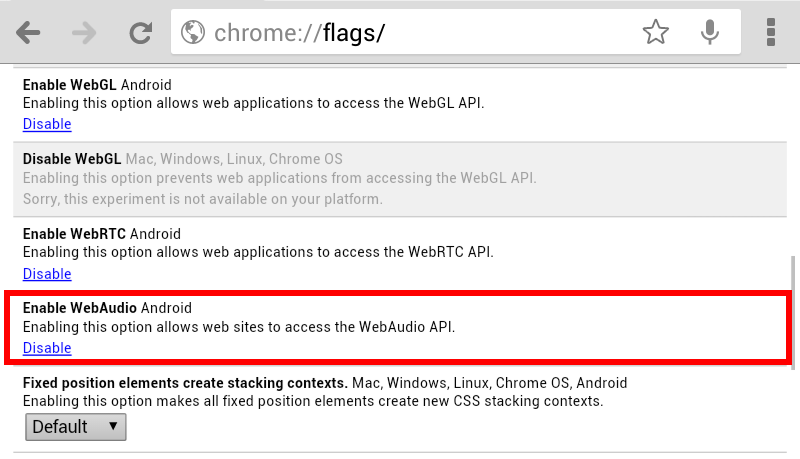 chrome://flags/
Enable WebGL Android
Enabling this option allows web applications to access the WebGL API.
Disable
Disable WebGL Mac, Windows, Linux, Chrome OS
Enabling this option prevents web applications from accessing the WebGL API.
Sorry, this experiment is not available on your platform.
Enable WebRTC Android
Enabling this option allows web applications to access the WebRTC API.
Disable
Enable WebAudio Android
Enabling this option allows web sites to access the WebAudio API.
Disable
Fixed position elements create stacking contexts. Mac, Windows, Linux, Chrome OS, Android
Enabling this option makes all fixed position elements create new CSS stacking contexts.
Default